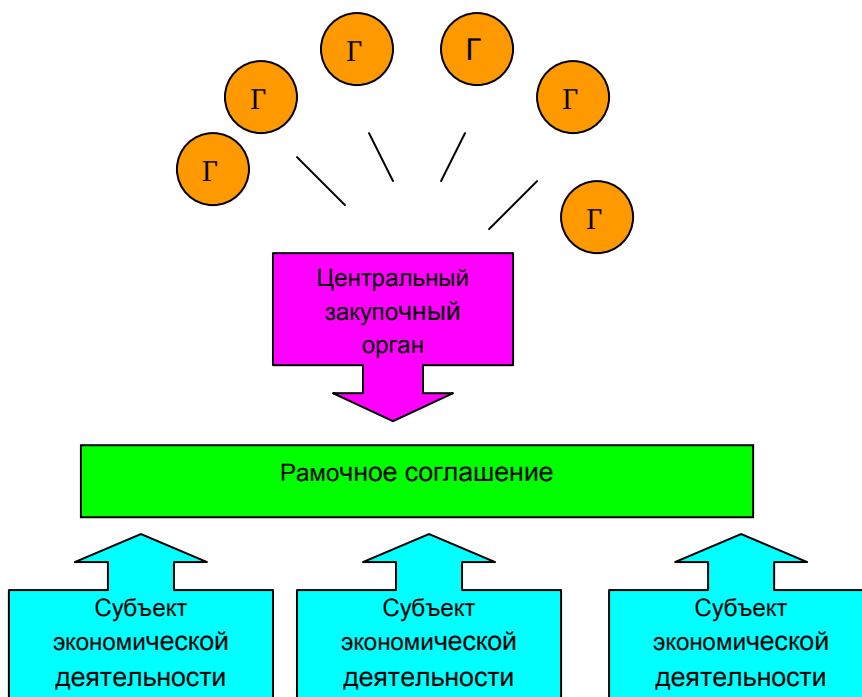 Г
Г
Г
Г
Г
Г
Центральный
закупочный
орган
Рамочное соглашение
Субъект
экономической
деятельности
Субъект
экономической
деятельности
Субъект
экономической
деятельности